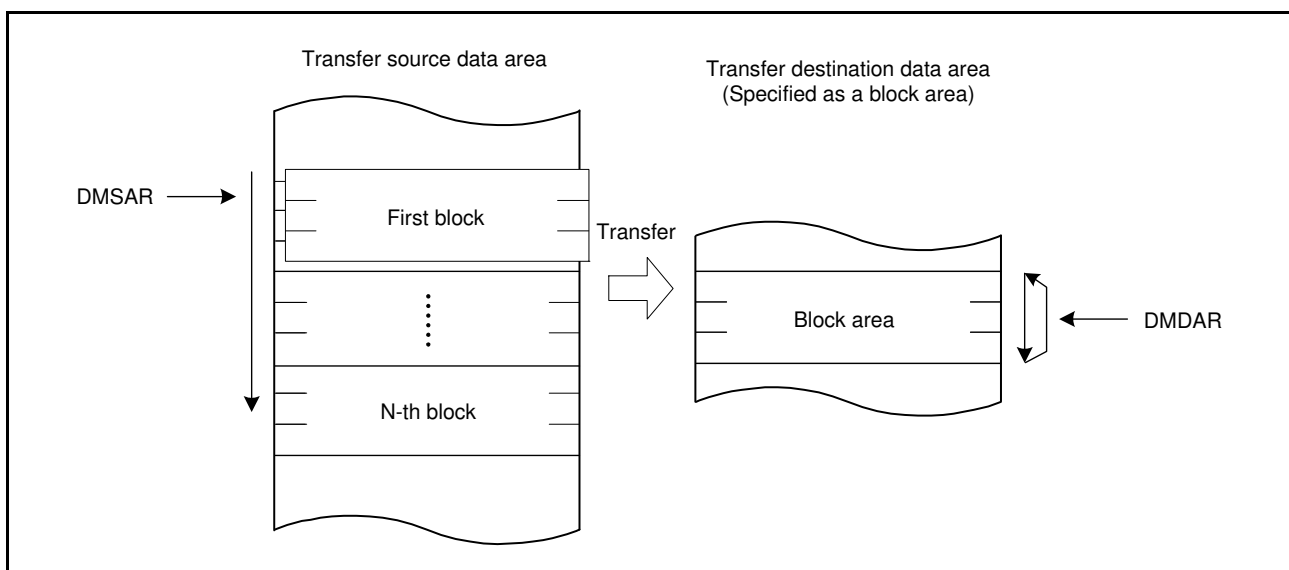 Transfer source data area
Transfer destination data area
(Specified as a block area)
DMSAR
First block
Transfer
Block area
DMDAR
N-th block